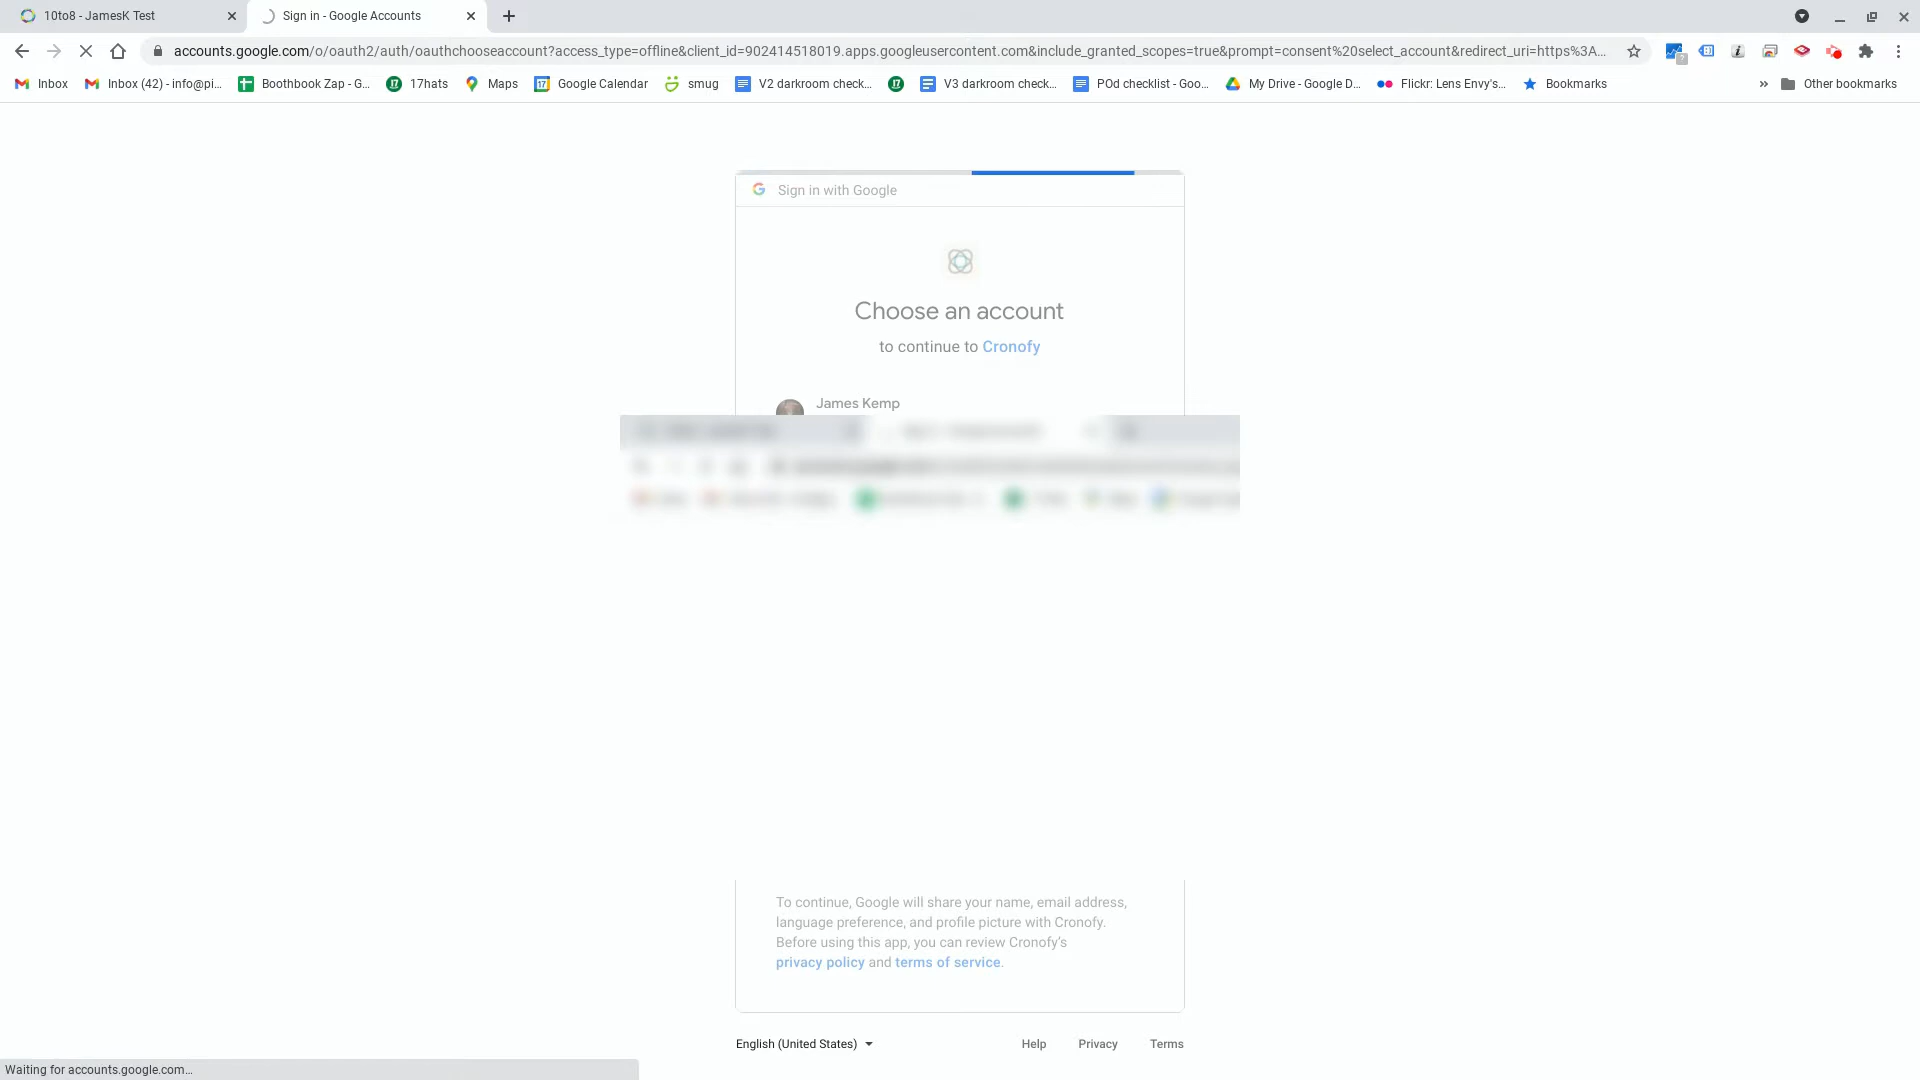 10to8 - JamesK Test
Sign in - Google Accounts
accounts.google.com/o/oauth2/auth/oauthchooseaccount?access_type=offline&client_id=902414518019.apps.googleusercontent.com&include_granted_scopes=true&prompt=consent%20select_account&redirect_uri=https%3A...
Inbox
Inbox (42) - info@pi...
Boothbook Zap - G...
17hats
Maps
Google Calendar
smug
V2 darkroom check...
V3 darkroom check...
POd checklist - Goo...
My Drive - Google D...
Flickr: Lens Envy's...
Bookmarks
Other bookmarks
Sign in with Google
Choose an account
to continue to Cronofy
James Kemp
To continue, Google will share your name, email address,
language preference, and profile picture with Cronofy.
Before using this app, you can review Cronofy's
privacy policy and terms of service.
English (United States)
Help
Privacy
Terms
Waiting for accounts.google.com...